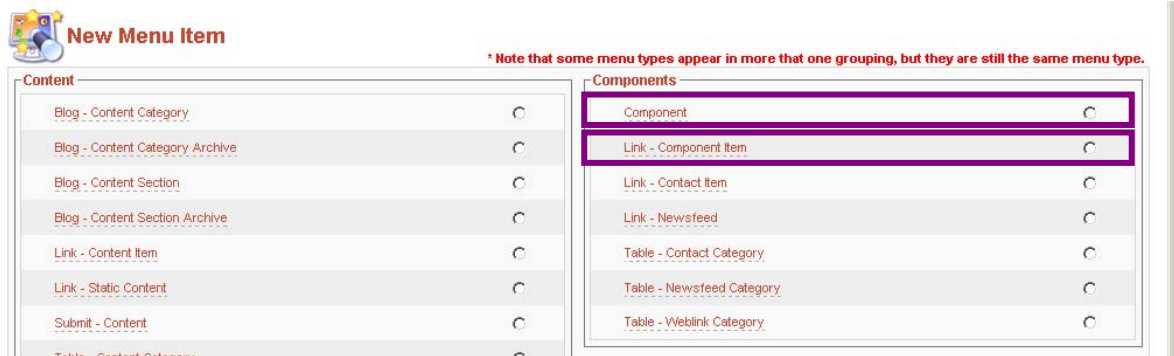 New Menu Item
* Note that some menu types appear in more that one grouping, but they are still the same menu type.
Content
Blog - Content Category
Blog - Content Category Archive
Blog - Content Section
Blog - Content Section Archive
Link - Content Item
Link - Static Content
Submit - Content
Table - Content Category
Components
Component
Link - Component Item
Link - Contact Item
Link - Newsfeed
Table - Contact Category
Table - Newsfeed Category
Table - Weblink Category